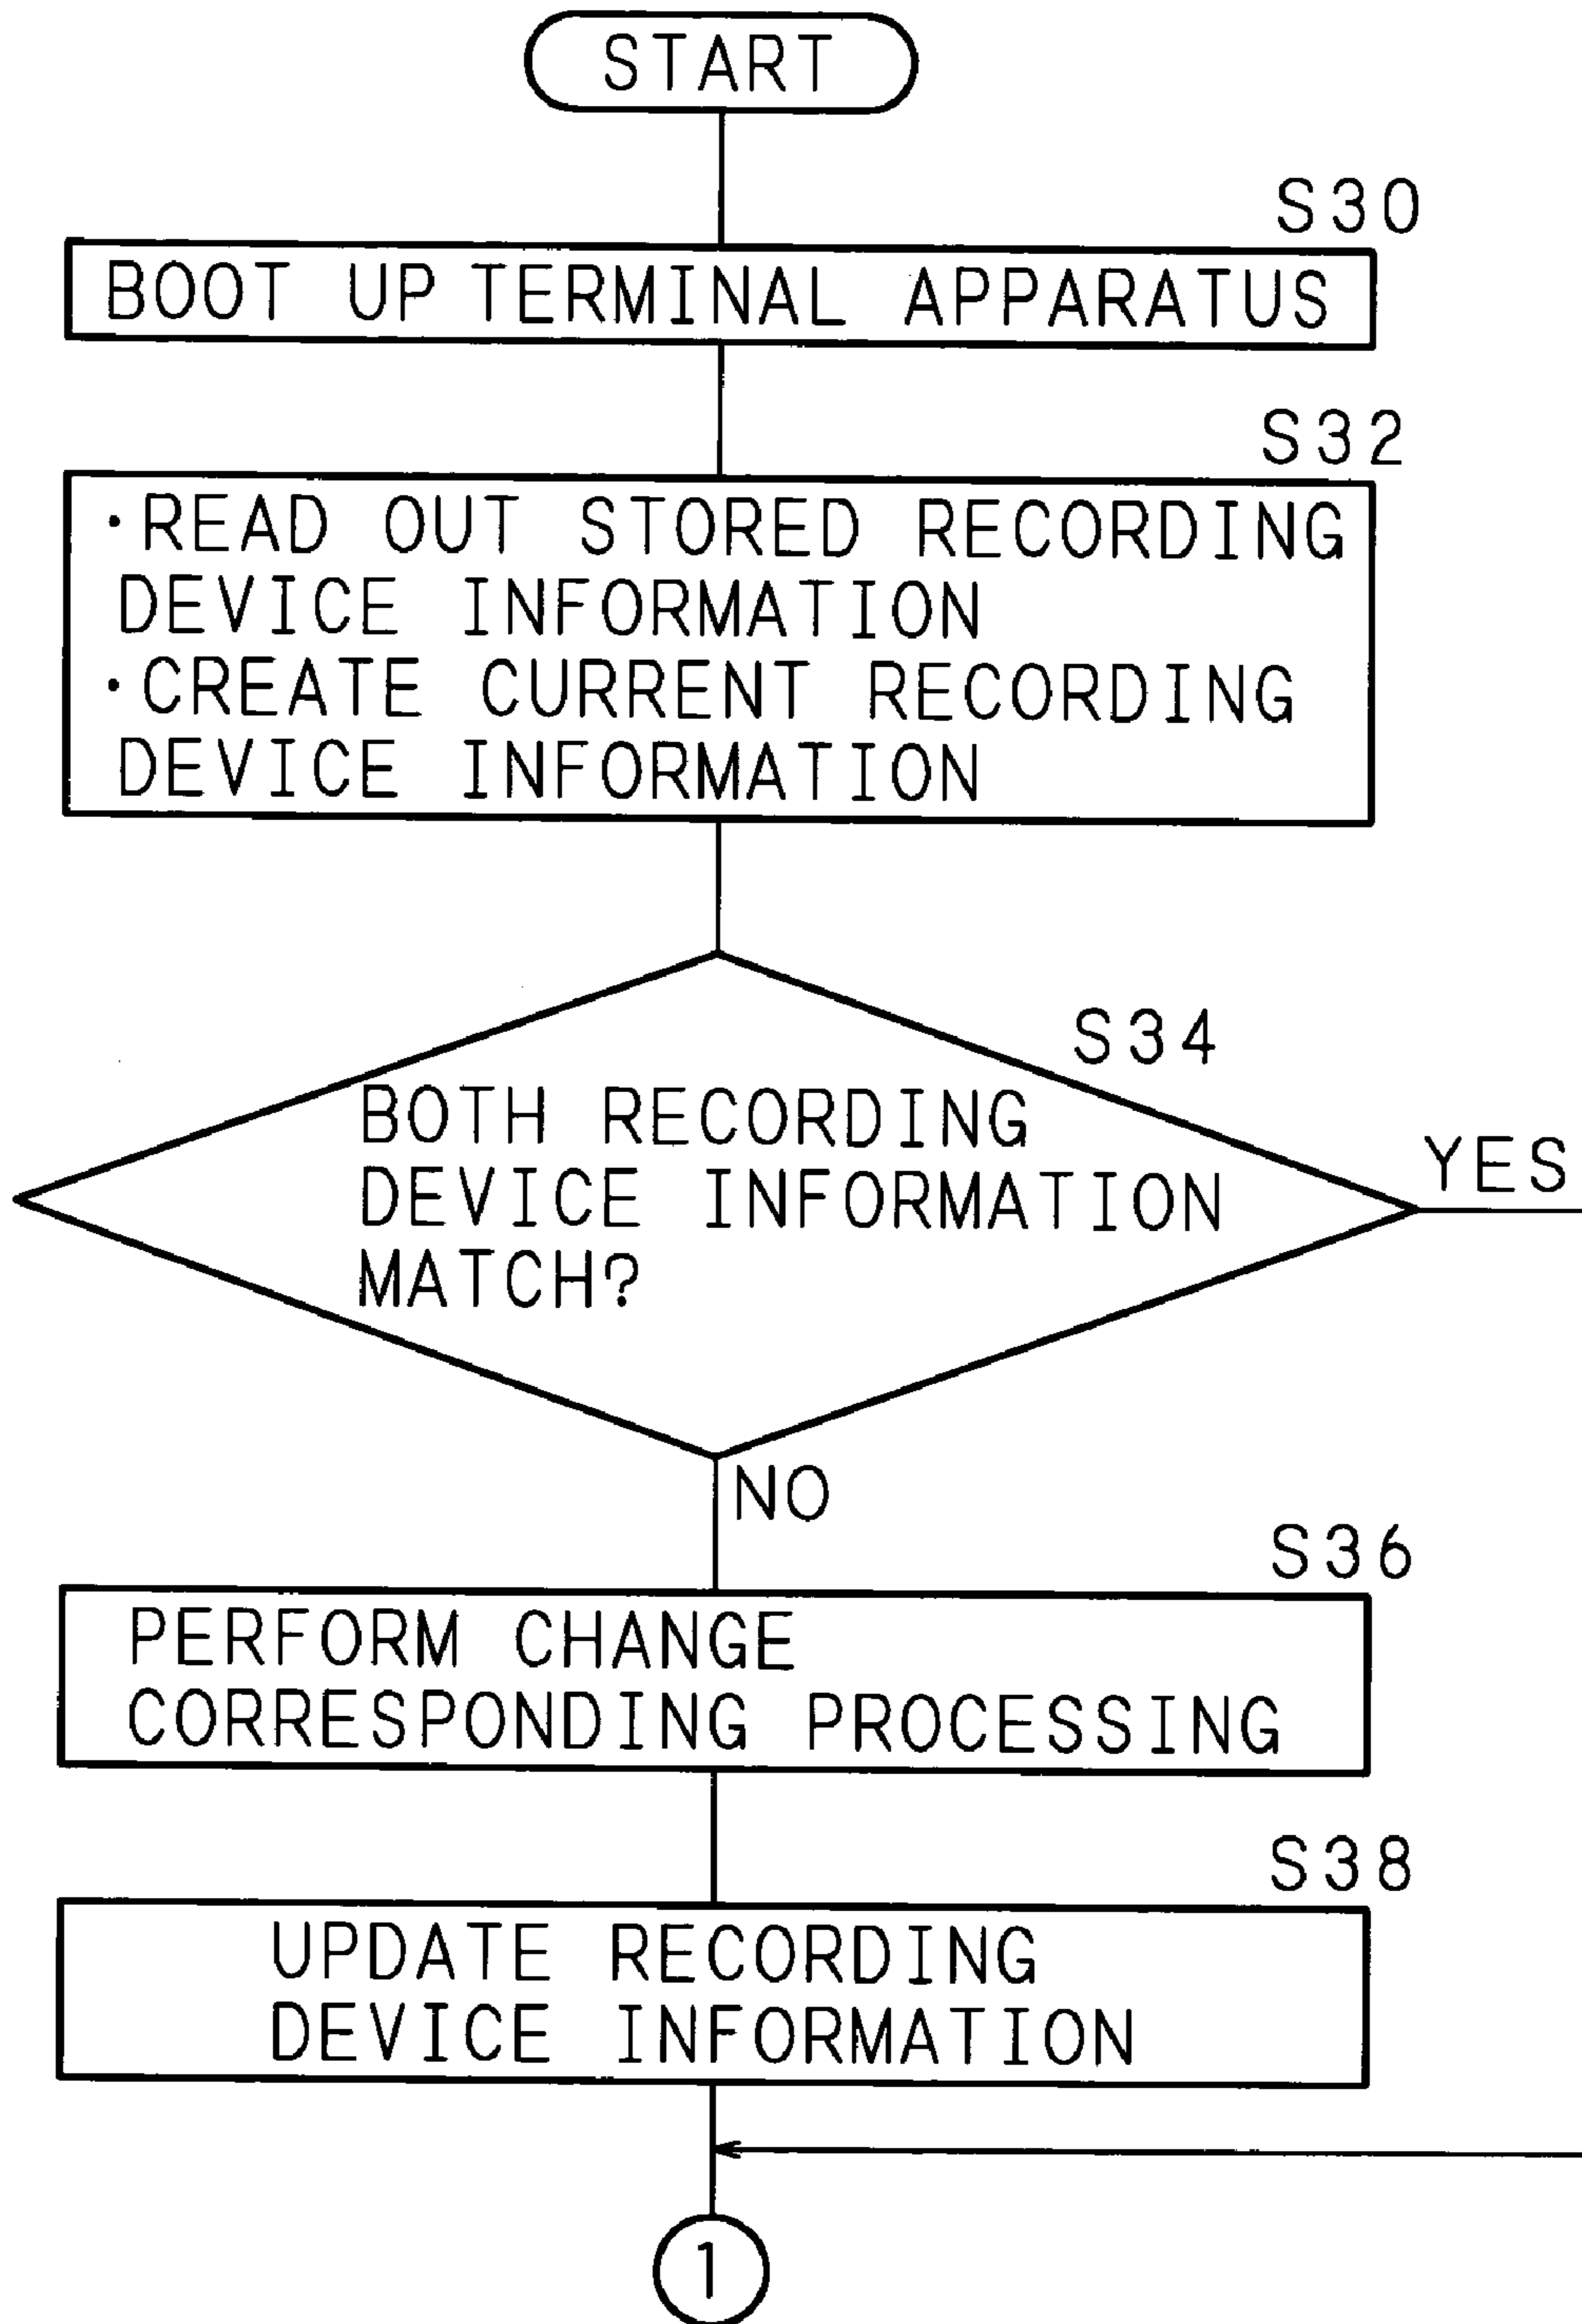 START
S30
BOOT UP TERMINAL APPARATUS
S32
·READ OUT STORED RECORDING
DEVICE INFORMATION
·CREATE CURRENT RECORDING
DEVICE INFORMATION
S34
BOTH RECORDING
DEVICE INFORMATION
MATCH?
YES
NO
S36
PERFORM CHANGE
CORRESPONDING PROCESSING
S38
UPDATE RECORDING
DEVICE INFORMATION
1